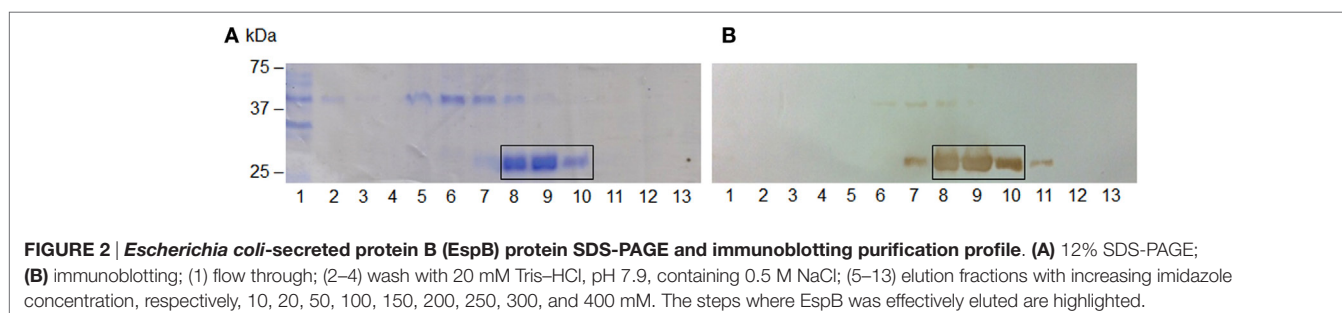 A kDa B
75
37
25
1 2 3 4 5 6 7 8 9 10 11 12 13 1 2 3 4 5 6 7 8 9 10 11 12 13
FIGURE 2 | Escherichia coli-secreted protein B (EspB) protein SDS-PAGE and immunoblotting purification profile. (A) 12% SDS-PAGE;
(B) immunoblotting; (1) flow through; (2–4) wash with 20 mM Tris–HCl, pH 7.9, containing 0.5 M NaCl; (5–13) elution fractions with increasing imidazole
concentration, respectively, 10, 20, 50, 100, 150, 200, 250, 300, and 400 mM. The steps where EspB was effectively eluted are highlighted.